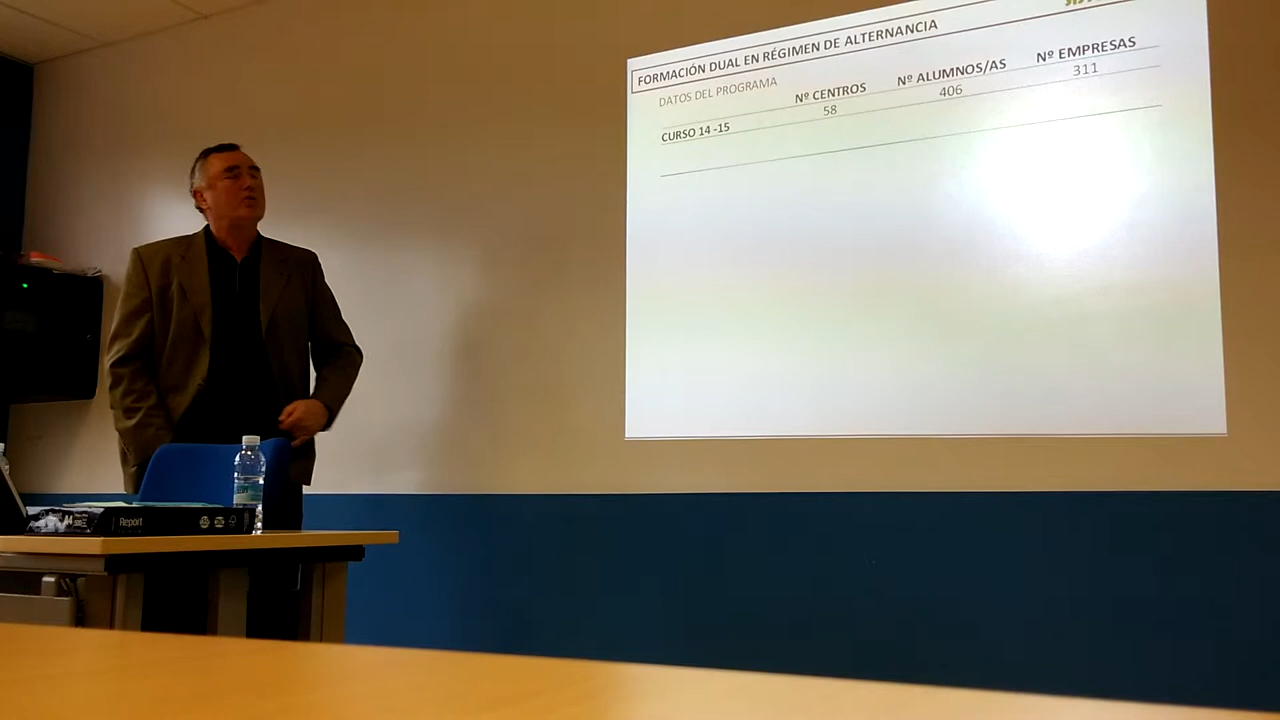 FORMACIÓN DUAL EN RÉGIMEN DE ALTERNANCIA
DATOS DEL PROGRAMA Nº CENTROS Nº ALUMNOS/AS Nº EMPRESAS
CURSO 14 -15 58 406 311
A4 Report